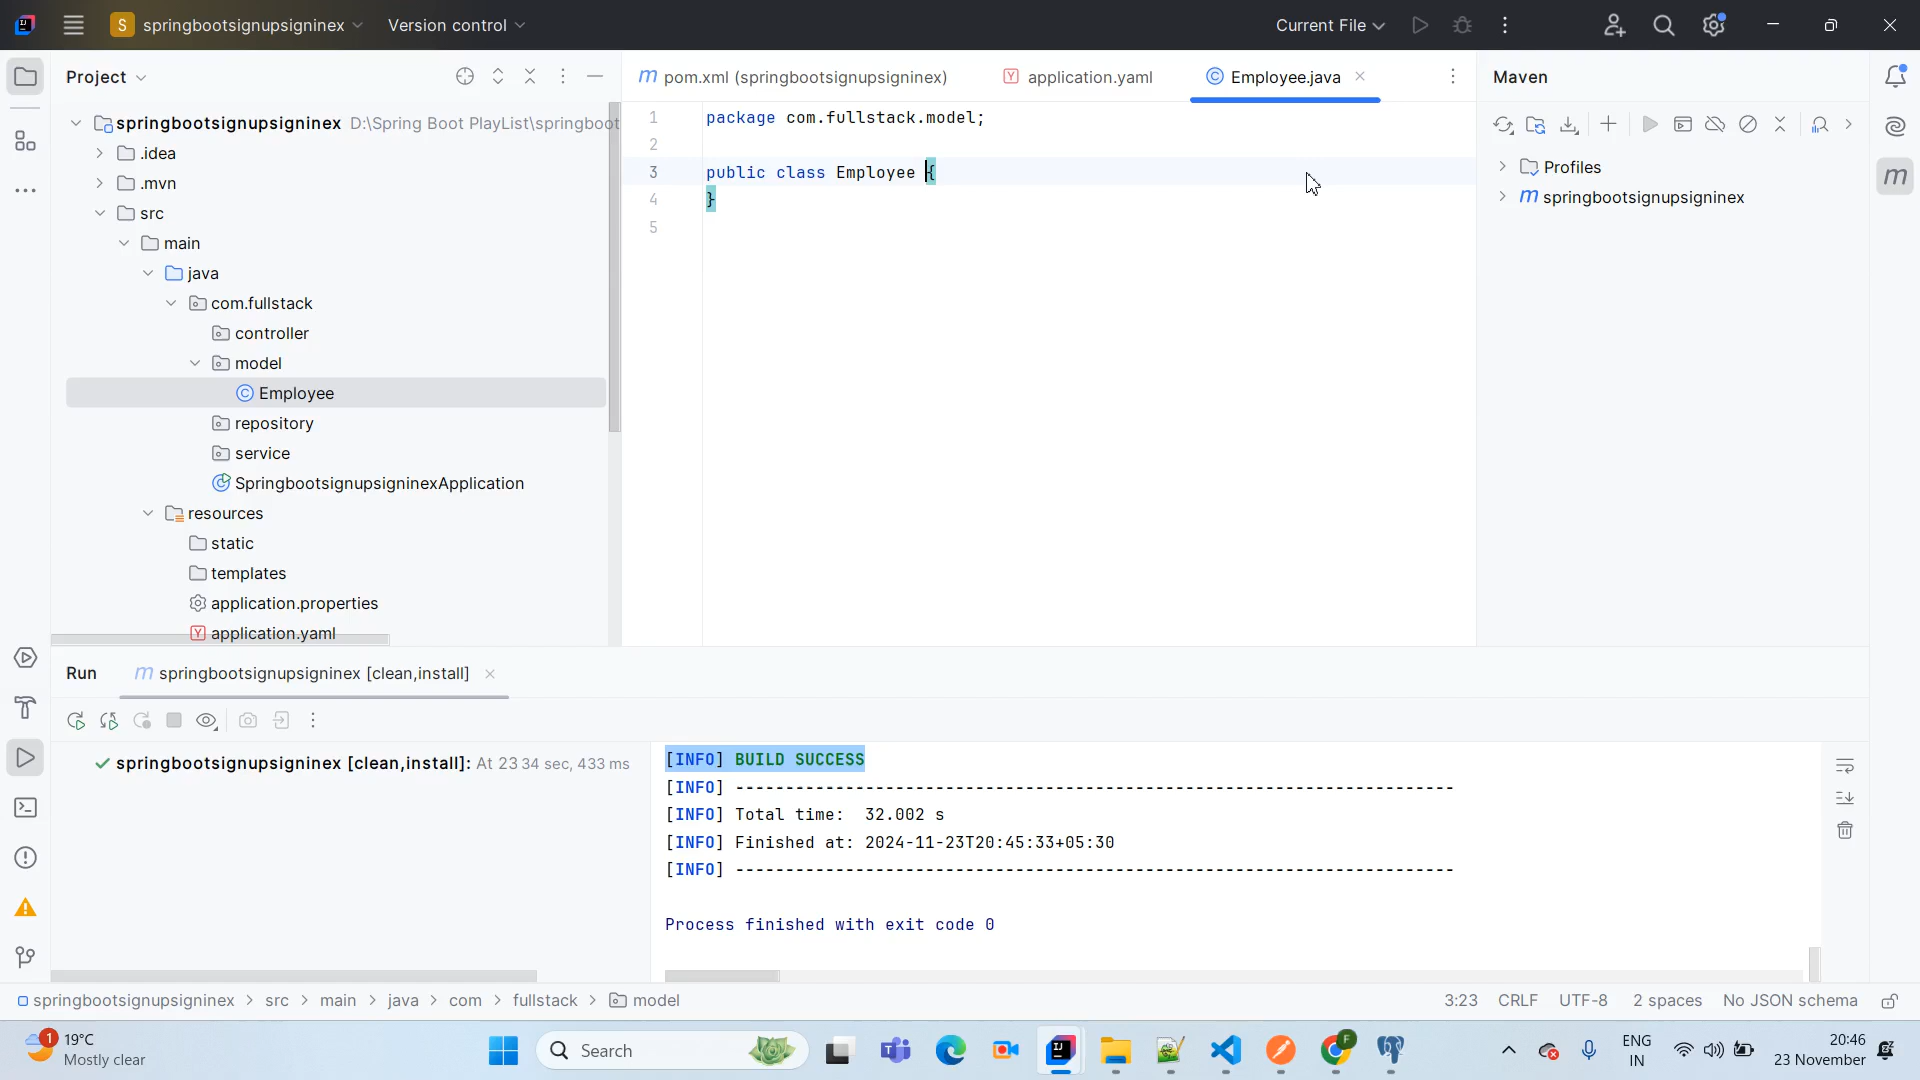 S springbootsignupsigninex Version control Current File
Project
springbootsignupsigninex D:\Spring Boot PlayList\springboot
.idea
.mvn
src
main
java
com.fullstack
controller
model
Employee
repository
service
SpringbootsignupsigninexApplication
resources
static
templates
application.properties
application.yaml
m pom.xml (springbootsignupsigninex) application.yaml Employee.java
1 package com.fullstack.model;
2
3 public class Employee {
4 }
5
Maven
Profiles
m springbootsignupsigninex
Run m springbootsignupsigninex [clean,install]
springbootsignupsigninex [clean,install]: At 23 34 sec, 433 ms
[INFO] BUILD SUCCESS
[INFO] ------------------------------------------------------------------------
[INFO] Total time:  32.002 s
[INFO] Finished at: 2024-11-23T20:45:33+05:30
[INFO] ------------------------------------------------------------------------
Process finished with exit code 0
springbootsignupsigninex > src > main > java > com > fullstack > model 3:23 CRLF UTF-8 2 spaces No JSON schema
1 19°C
Mostly clear
Search
ENG
IN
20:46
23 November